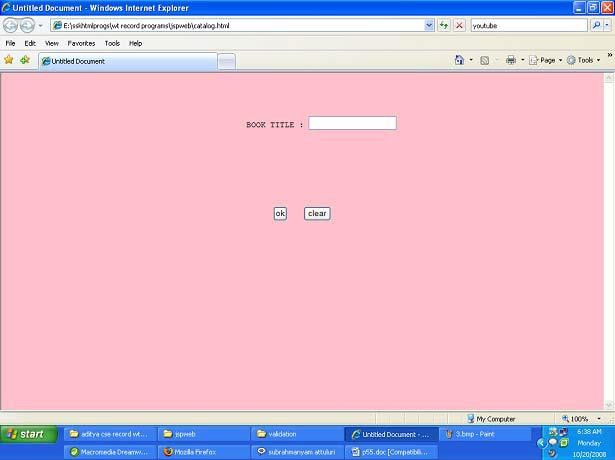 Untitled Document - Windows Internet Explorer
E:\sskhtmlprogs\wt record programs\jspweb\catalog.html
youtube
File Edit View Favorites Tools Help
Untitled Document
Page Tools
BOOK TITLE :
ok clear
My Computer
100%
start
aditya cse record wt...
jspweb
validation
Untitled Document - ...
3.bmp - Paint
6:38 AM
Macromedia Dreamw...
Mozilla Firefox
subrahmanyam attuluri
p55.doc [Compatibili...
Monday
10/20/2008